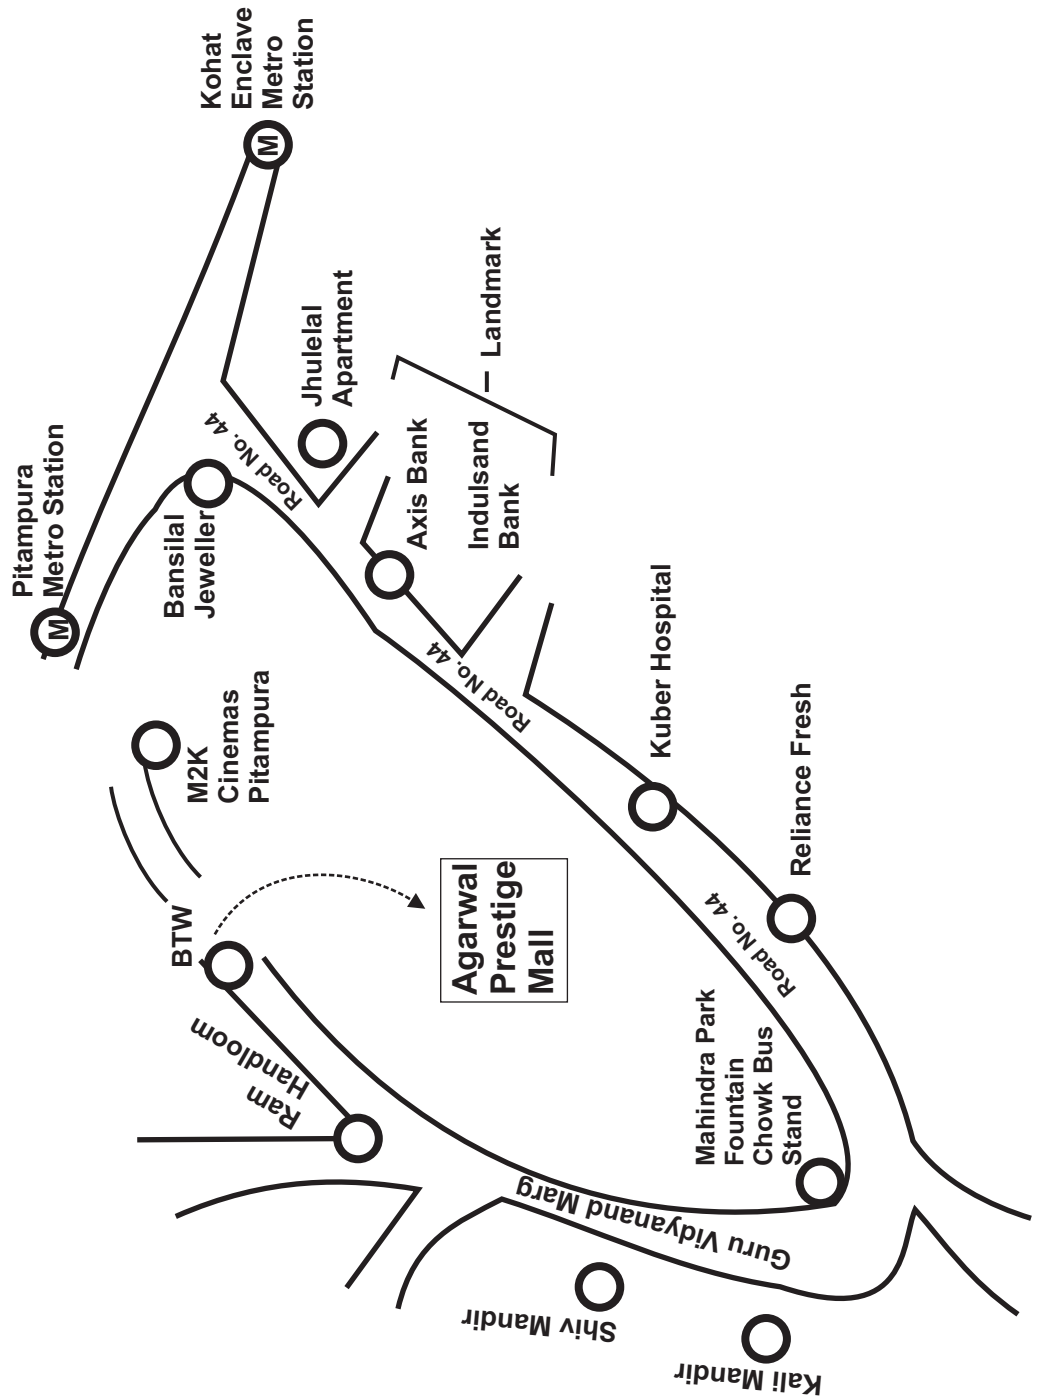 Kohat
Enclave
Metro
Station
M
Pitampura
Metro Station
M
Jhulelal
Apartment
Landmark
Road No. 44
Bansilal
Jeweller
Axis Bank
Indulsand
Bank
Road No. 44
Kuber Hospital
M2K
Cinemas
Pitampura
Reliance Fresh
BTW
Agarwal
Prestige
Mall
Road No. 44
Ram
Handloom
Mahindra Park
Fountain
Chowk Bus
Stand
Guru Vidyanand Marg
Shiv Mandir
Kali Mandir